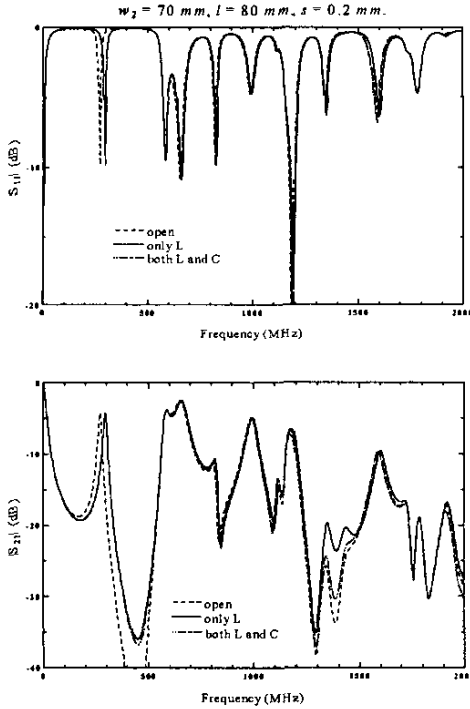 w₂ = 70 mm, l = 80 mm, s = 0.2 mm.
0
-10
-20
|S₁₁| (dB)
open
only L
both L and C
0
500
1000
1500
2000
Frequency (MHz)
0
-10
-20
-30
-40
|S₂₁| (dB)
open
only L
both L and C
0
500
1000
1500
2000
Frequency (MHz)